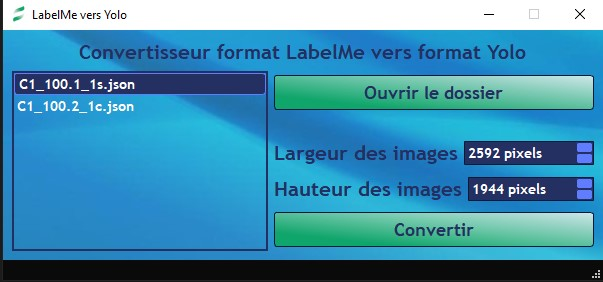 LabelMe vers Yolo
Convertisseur format LabelMe vers format Yolo
C1_100.1_1s.json
C1_100.2_1c.json
Ouvrir le dossier
Largeur des images 2592 pixels
Hauteur des images 1944 pixels
Convertir